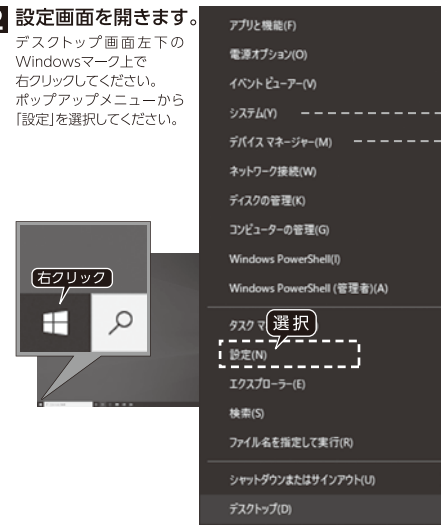 2 設定画面を開きます。
デスクトップ画面左下の
Windowsマーク上で
右クリックしてください。
ポップアップメニューから
「設定」を選択してください。
右クリック
アプリと機能(F)
電源オプション(O)
イベント ビューアー(V)
システム(Y)
デバイス マネージャー(M)
ネットワーク接続(W)
ディスクの管理(K)
コンピューターの管理(G)
Windows PowerShell(I)
Windows PowerShell (管理者)(A)
タスク マ
選択
設定(N)
エクスプローラー(E)
検索(S)
ファイル名を指定して実行(R)
シャットダウンまたはサインアウト(U)
デスクトップ(D)